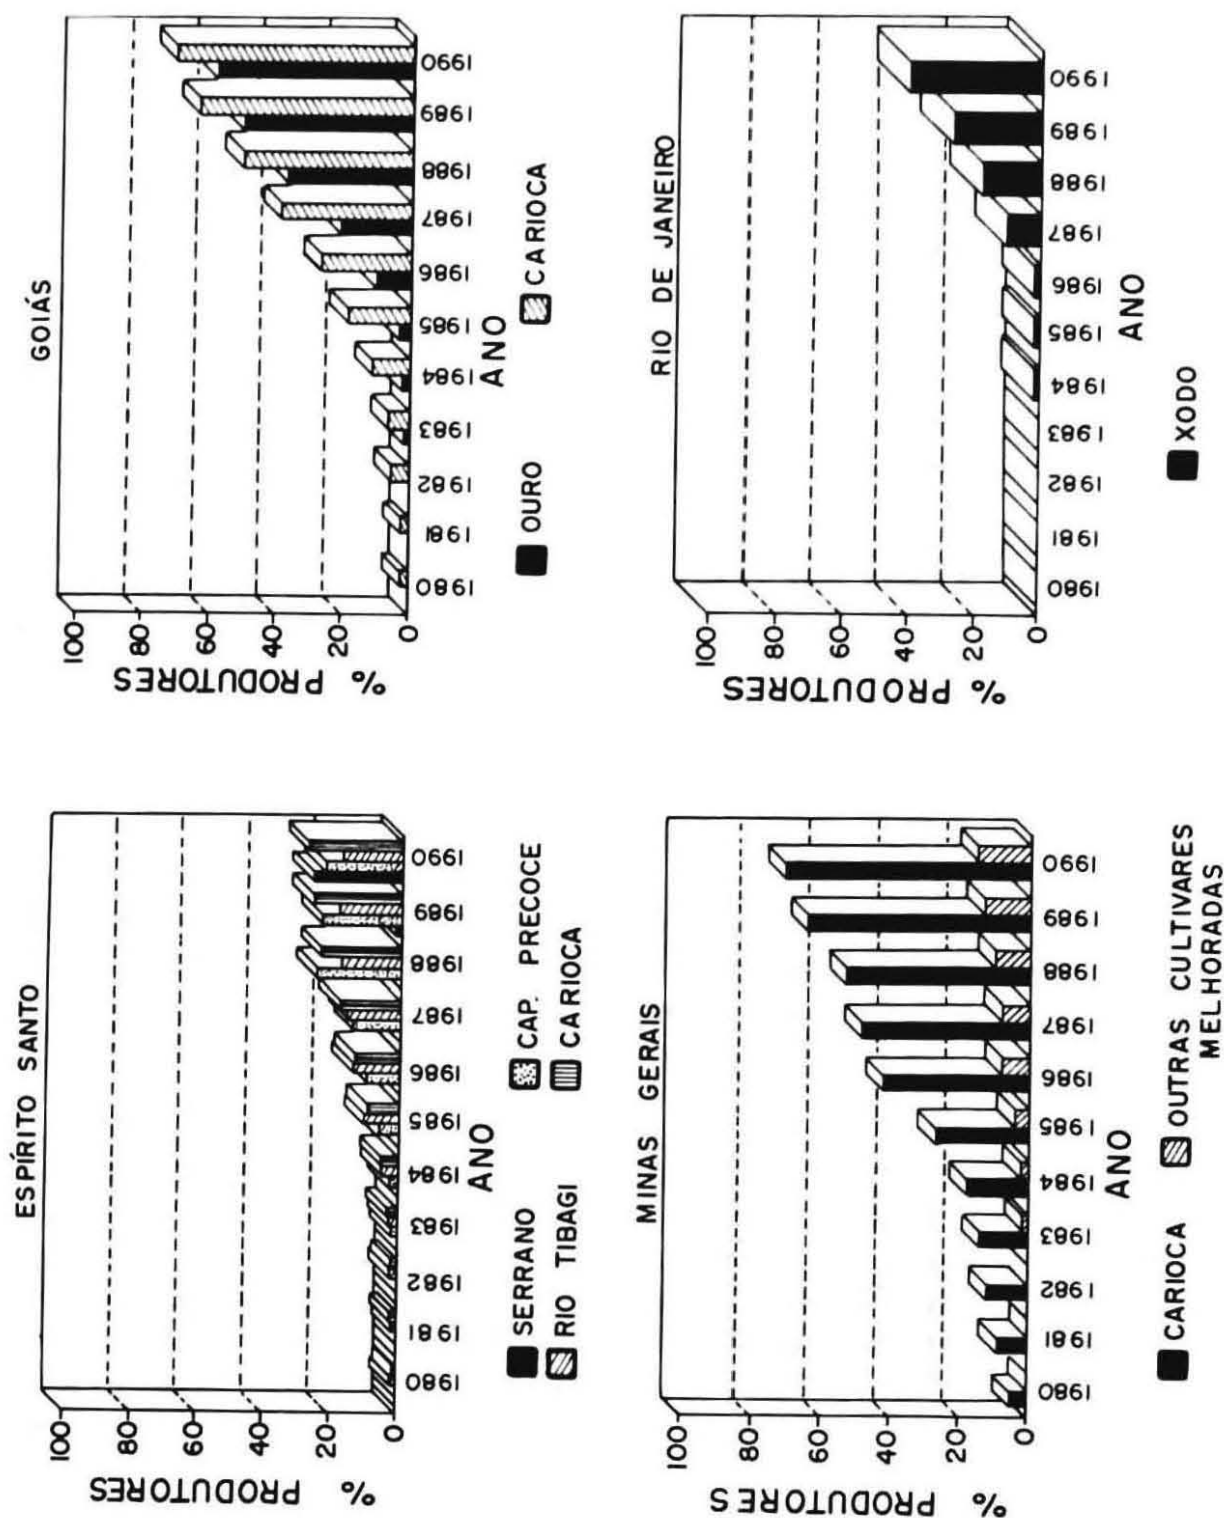 ESPÍRITO SANTO
% PRODUTORES
100
80
60
40
20
0
1980 1981 1982 1983 1984 1985 1986 1987 1988 1989 1990
ANO
SERRANO
CAP. PRECOCE
RIO TIBAGI
CARIOCA
GOIÁS
% PRODUTORES
100
80
60
40
20
0
1980 1981 1982 1983 1984 1985 1986 1987 1988 1989 1990
ANO
OURO
CARIOCA
MINAS GERAIS
% PRODUTORES
100
80
60
40
20
0
1980 1981 1982 1983 1984 1985 1986 1987 1988 1989 1990
ANO
CARIOCA
OUTRAS CULTIVARES
MELHORADAS
RIO DE JANEIRO
% PRODUTORES
100
80
60
40
20
0
1980 1981 1982 1983 1984 1985 1986 1987 1988 1989 1990
ANO
XODO